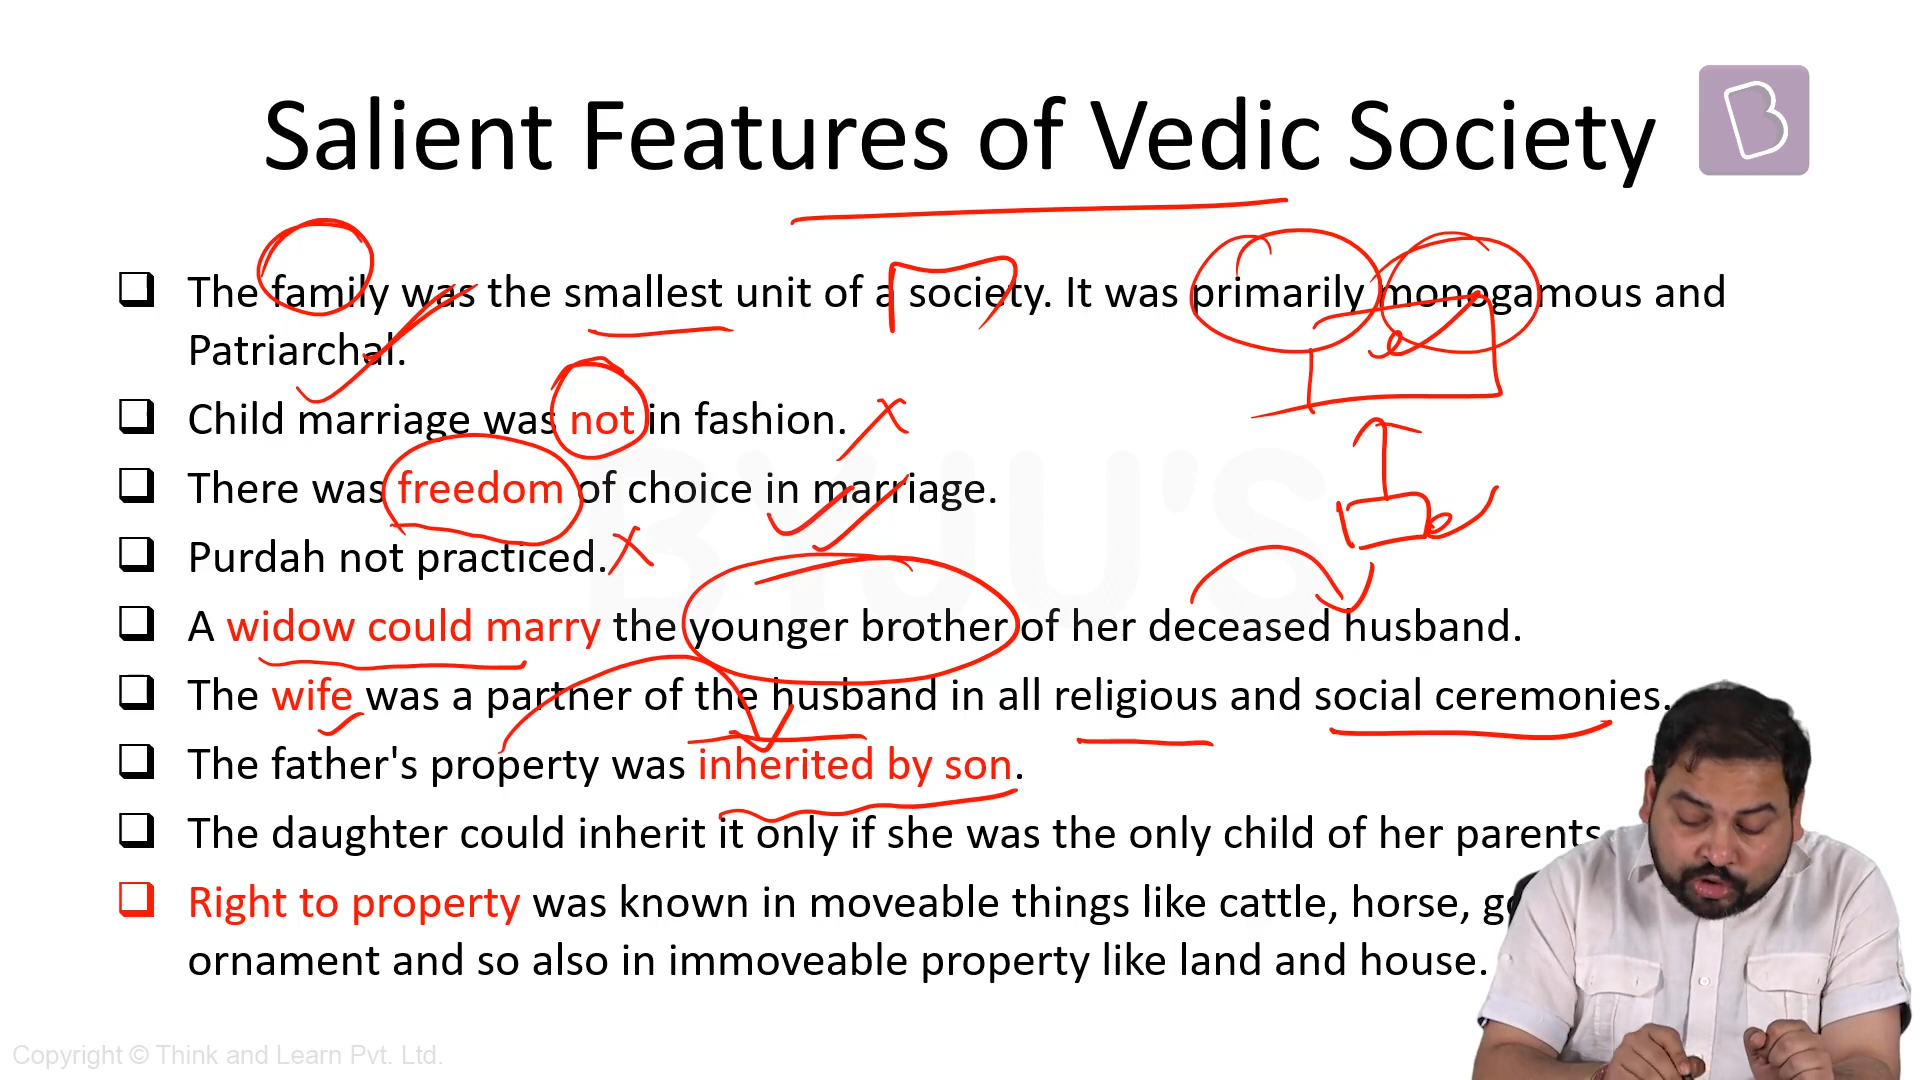 Salient Features of Vedic Society
The family was the smallest unit of a society. It was primarily monogamous and
Patriarchal.
Child marriage was not in fashion.
There was freedom of choice in marriage.
Purdah not practiced.
A widow could marry the younger brother of her deceased husband.
The wife was a partner of the husband in all religious and social ceremonies.
The father's property was inherited by son.
The daughter could inherit it only if she was the only child of her parents
Right to property was known in moveable things like cattle, horse,
ornament and so also in immoveable property like land and house.
BYJU'S
Copyright © Think and Learn Pvt. Ltd.